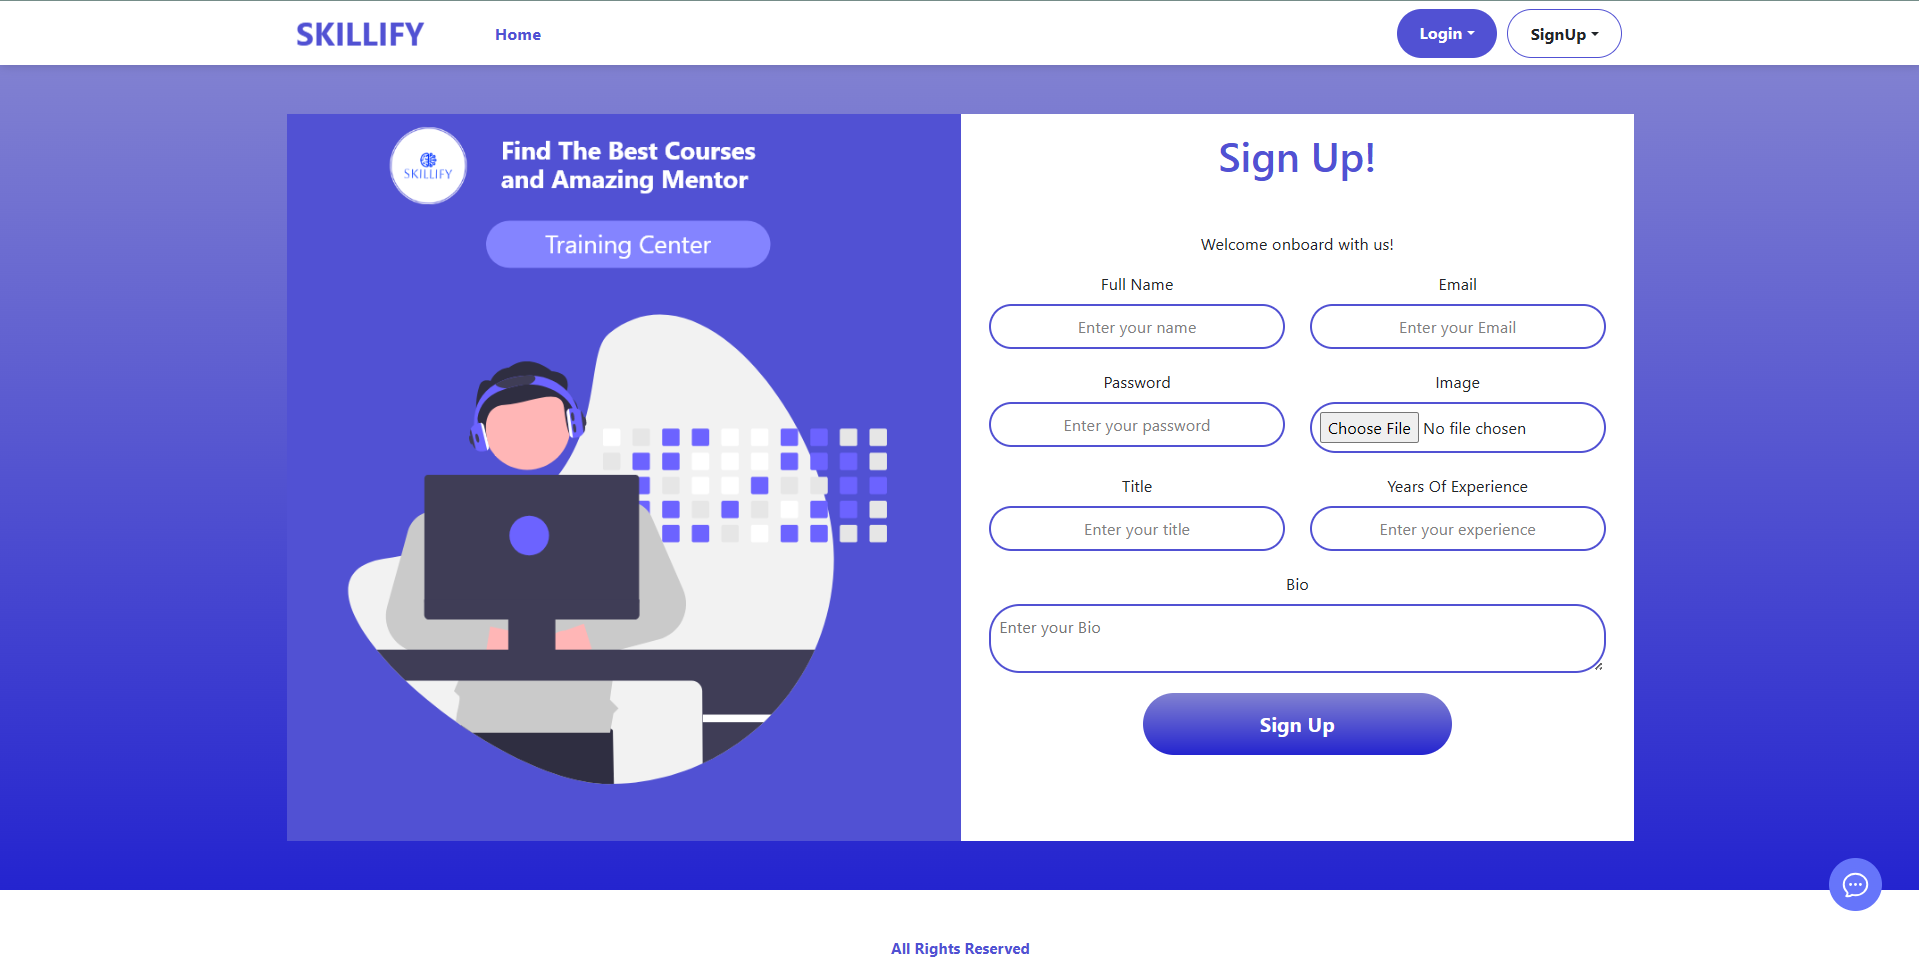 SKILLIFY
Home
Login
SignUp
SKILLIFY
Find The Best Courses
and Amazing Mentor
Training Center
Sign Up!
Welcome onboard with us!
Full Name
Email
Enter your name
Enter your Email
Password
Image
Enter your password
Choose File No file chosen
Title
Years Of Experience
Enter your title
Enter your experience
Bio
Enter your Bio
Sign Up
All Rights Reserved